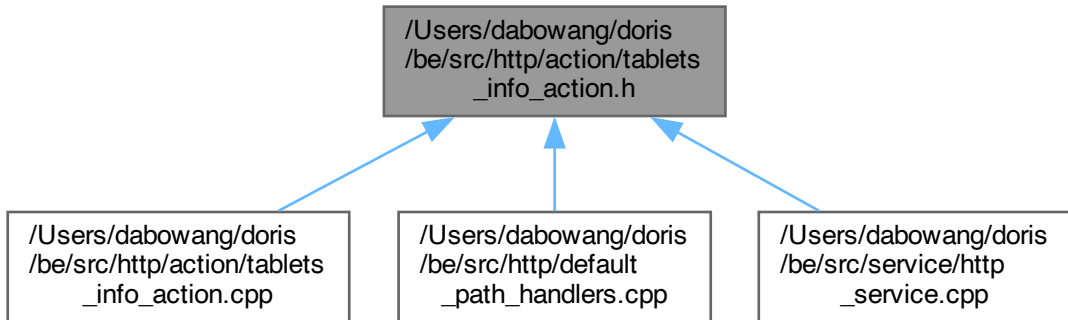 /Users/dabowang/doris
/be/src/http/action/tablets
_info_action.h
/Users/dabowang/doris
/be/src/http/action/tablets
_info_action.cpp
/Users/dabowang/doris
/be/src/http/default
_path_handlers.cpp
/Users/dabowang/doris
/be/src/service/http
_service.cpp